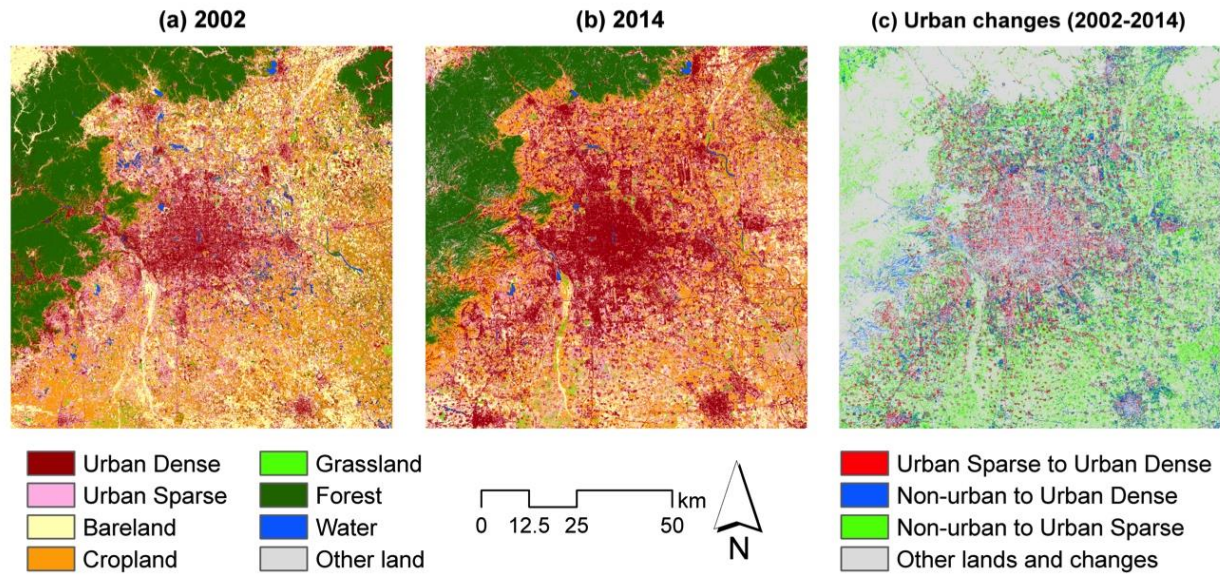 (a) 2002
(b) 2014
(c) Urban changes (2002-2014)
Urban Dense
Urban Sparse
Bareland
Cropland
Grassland
Forest
Water
Other land
km
0 12.5 25 50
N
Urban Sparse to Urban Dense
Non-urban to Urban Dense
Non-urban to Urban Sparse
Other lands and changes